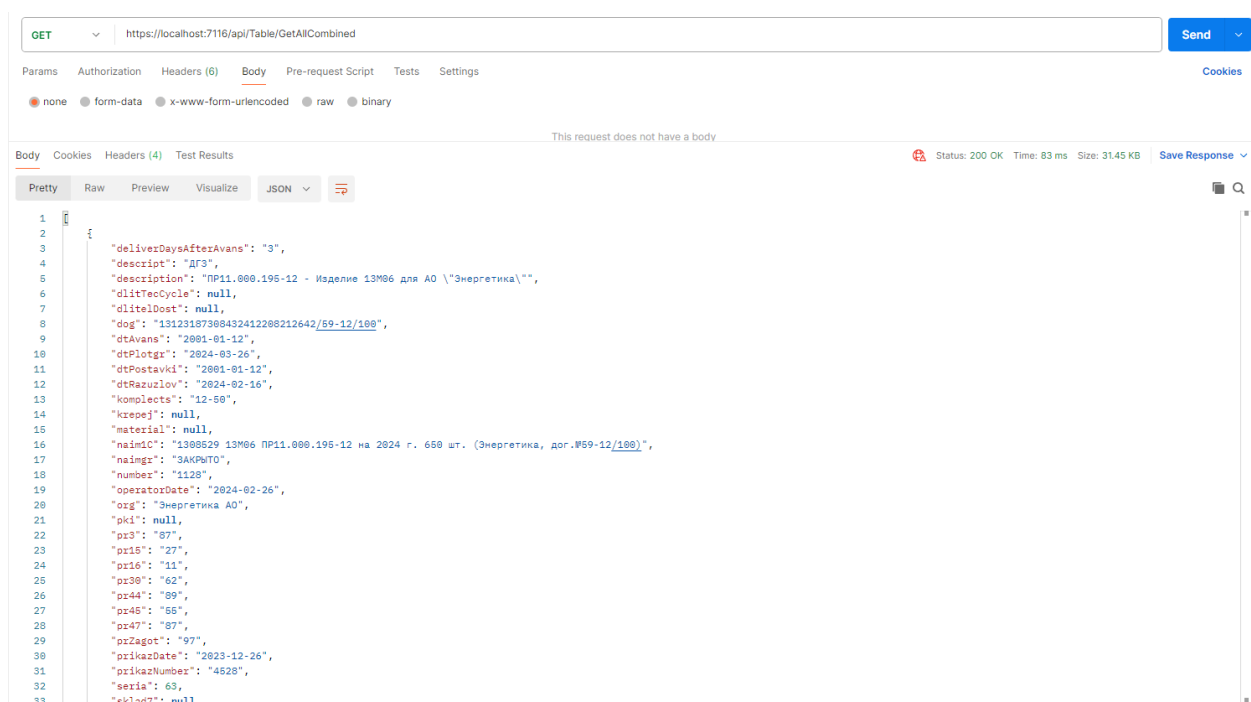 GET https://localhost:7116/api/Table/GetAllCombined Send
Params Authorization Headers (6) Body Pre-request Script Tests Settings Cookies
none form-data x-www-form-urlencoded raw binary
This request does not have a body
Body Cookies Headers (4) Test Results Status: 200 OK Time: 83 ms Size: 31.45 KB Save Response
Pretty Raw Preview Visualize JSON
1 [
2 {
3 "deliverDaysAfterAvans": "3",
4 "descript": "ДГЗ",
5 "description": "ПР11.000.195-12 - Изделие 13М06 для АО \"Энергетика\"",
6 "dlitTecCycle": null,
7 "dlitelDost": null,
8 "dog": "13123187308432412208212642/59-12/100",
9 "dtAvans": "2001-01-12",
10 "dtPlotgr": "2024-03-26",
11 "dtPostavki": "2001-01-12",
12 "dtRazuzlov": "2024-02-16",
13 "komplects": "12-50",
14 "krepej": null,
15 "material": null,
16 "naim1C": "1308529 13М06 ПР11.000.195-12 на 2024 г. 650 шт. (Энергетика, дог.№59-12/100)",
17 "naimgr": "ЗАКРЫТО",
18 "number": "1128",
19 "operatorDate": "2024-02-26",
20 "org": "Энергетика АО",
21 "pki": null,
22 "pr3": "87",
23 "pr15": "27",
24 "pr16": "11",
25 "pr30": "62",
26 "pr44": "89",
27 "pr45": "55",
28 "pr47": "87",
29 "prZagot": "97",
30 "prikazDate": "2023-12-26",
31 "prikazNumber": "4528",
32 "seria": 63,
33 "sklad7": null